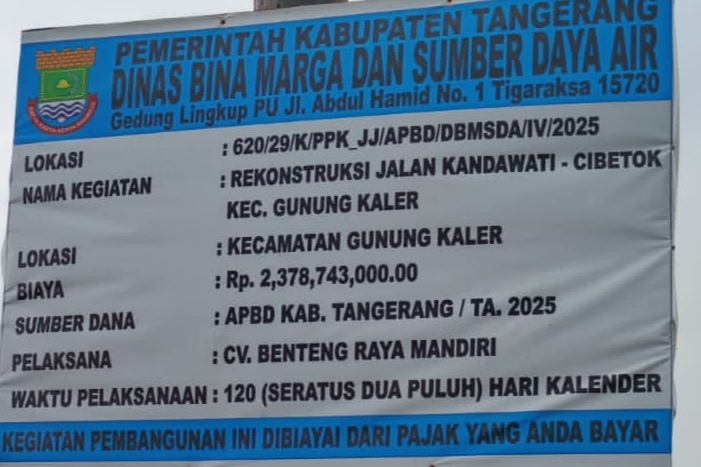 PEMERINTAH KABUPATEN TANGERANG
DINAS BINA MARGA DAN SUMBER DAYA AIR
Gedung Lingkup PU Jl. Abdul Hamid No. 1 Tigaraksa 15720
LOKASI : 620/29/K/PPK_JJ/APBD/DBMSDA/IV/2025
NAMA KEGIATAN : REKONSTRUKSI JALAN KANDAWATI - CIBETOK
KEC. GUNUNG KALER
LOKASI : KECAMATAN GUNUNG KALER
BIAYA : Rp. 2,378,743,000.00
SUMBER DANA : APBD KAB. TANGERANG / TA. 2025
PELAKSANA : CV. BENTENG RAYA MANDIRI
WAKTU PELAKSANAAN : 120 (SERATUS DUA PULUH) HARI KALENDER
KEGIATAN PEMBANGUNAN INI DIBIAYAI DARI PAJAK YANG ANDA BAYAR